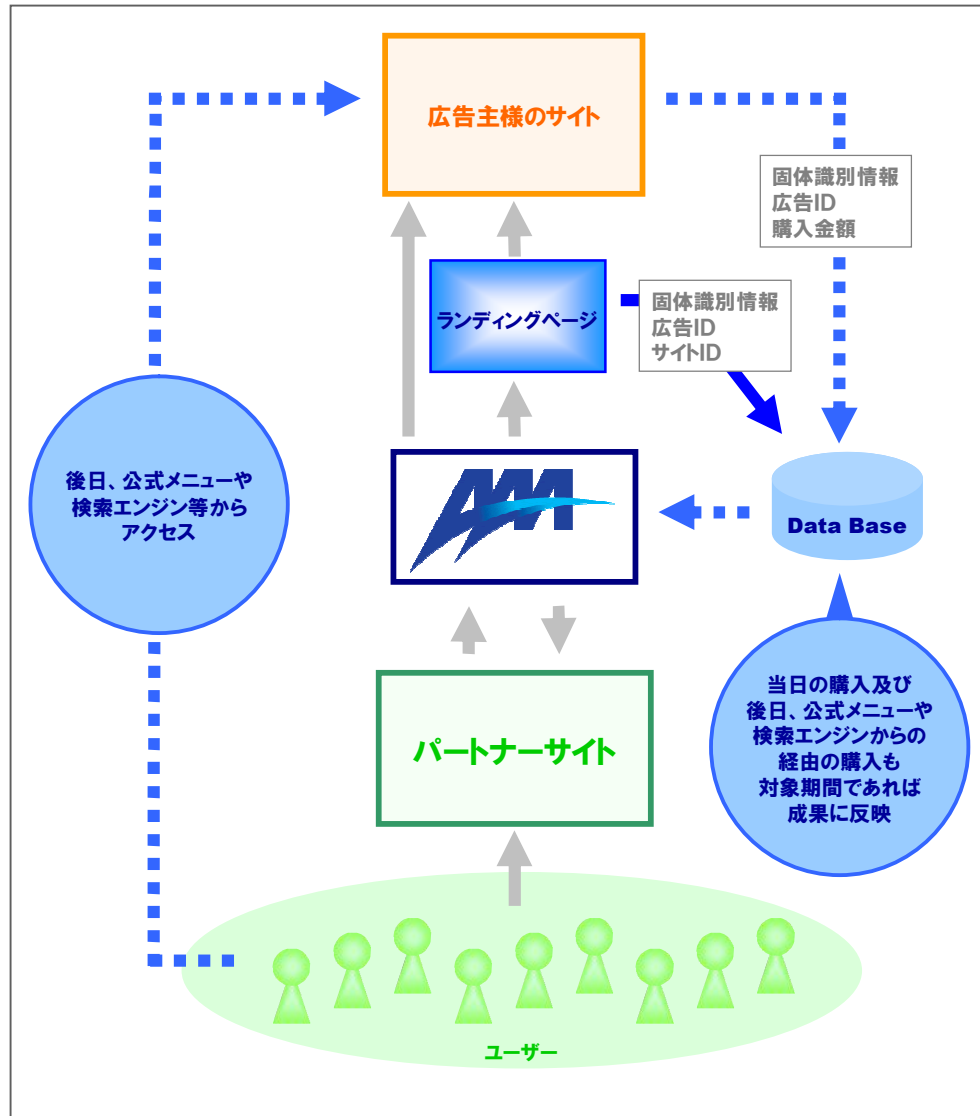 広告主様のサイト
固体識別情報
広告ID
購入金額
ランディングページ
固体識別情報
広告ID
サイトID
後日、公式メニューや
検索エンジン等から
アクセス
AAM
Data Base
パートナーサイト
当日の購入及び
後日、公式メニューや
検索エンジンからの
経由の購入も
対象期間であれば
成果に反映
ユーザー